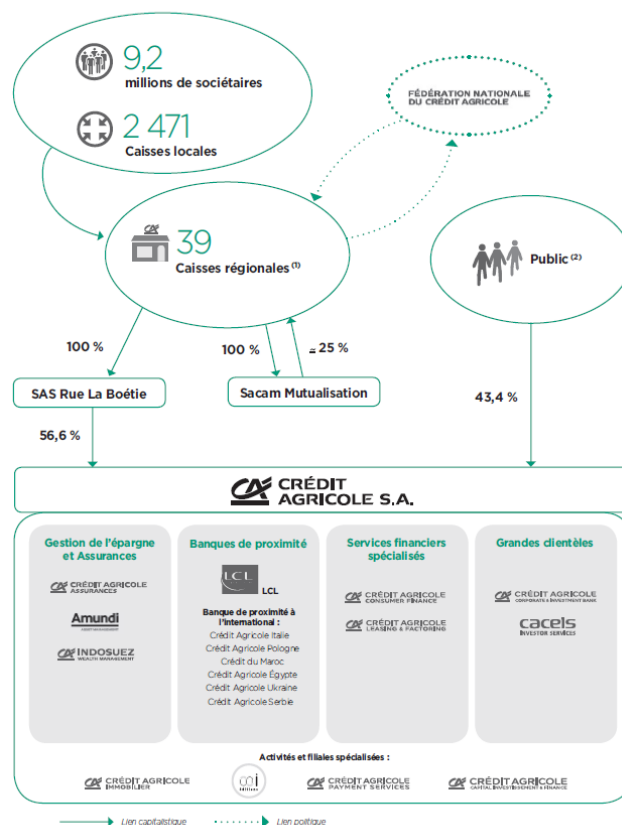 9,2
millions de sociétaires
2 471
Caisses locales
FÉDÉRATION NATIONALE
DU CRÉDIT AGRICOLE
39
Caisses régionales (1)
Public (2)
100 %
100 %
= 25 %
SAS Rue La Boétie
Sacam Mutualisation
43,4 %
56,6 %
CRÉDIT
AGRICOLE S.A.
Gestion de l'épargne
et Assurances
CRÉDIT AGRICOLE
ASSURANCES
Amundi
INDOSUEZ
WEALTH MANAGEMENT
Banques de proximité
LCL
LCL
Banque de proximité à
l'international :
Crédit Agricole Italie
Crédit Agricole Pologne
Crédit du Maroc
Crédit Agricole Égypte
Crédit Agricole Ukraine
Crédit Agricole Serbie
Services financiers
spécialisés
CRÉDIT AGRICOLE
CONSUMER FINANCE
CRÉDIT AGRICOLE
LEASING & FACTORING
Grandes clientèles
CRÉDIT AGRICOLE
CORPORATE & INVESTMENT BANK
caceis
INVESTOR SERVICES
Activités et filiales spécialisées :
CRÉDIT AGRICOLE
IMMOBILIER
éditions
CRÉDIT AGRICOLE
PAYMENT SERVICES
CRÉDIT AGRICOLE
CAPITAL INVESTISSEMENT & FINANCE
Lien capitalistique
Lien politique